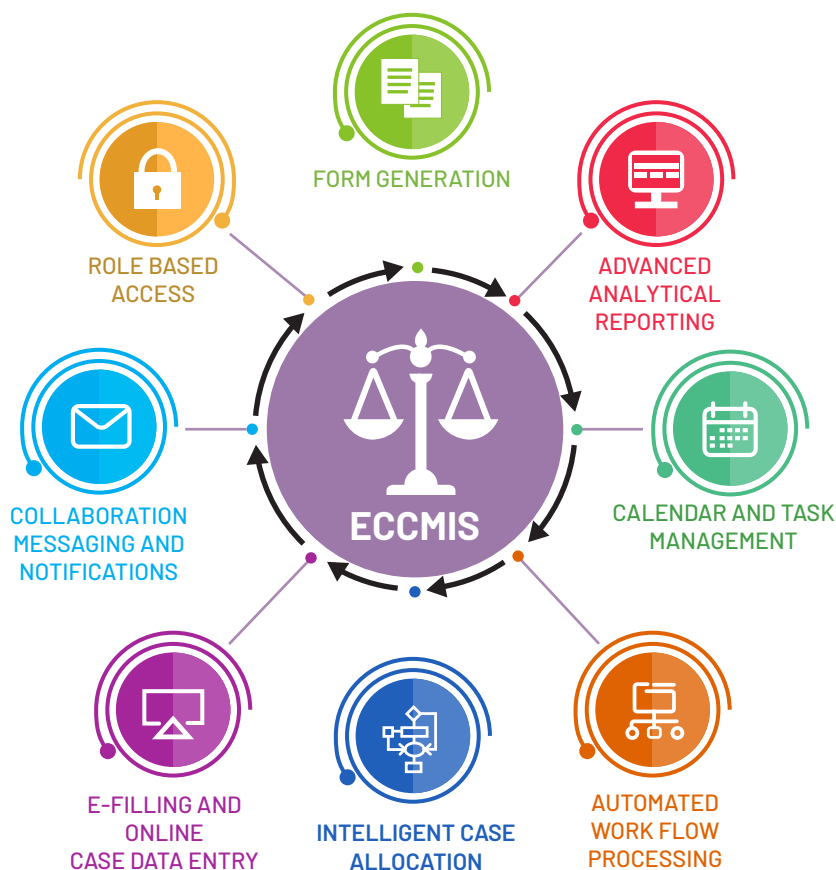 FORM GENERATION
ROLE BASED
ACCESS
ADVANCED
ANALYTICAL
REPORTING
COLLABORATION
MESSAGING AND
NOTIFICATIONS
ECCMIS
CALENDAR AND TASK
MANAGEMENT
E-FILLING AND
ONLINE
CASE DATA ENTRY
INTELLIGENT CASE
ALLOCATION
AUTOMATED
WORK FLOW
PROCESSING